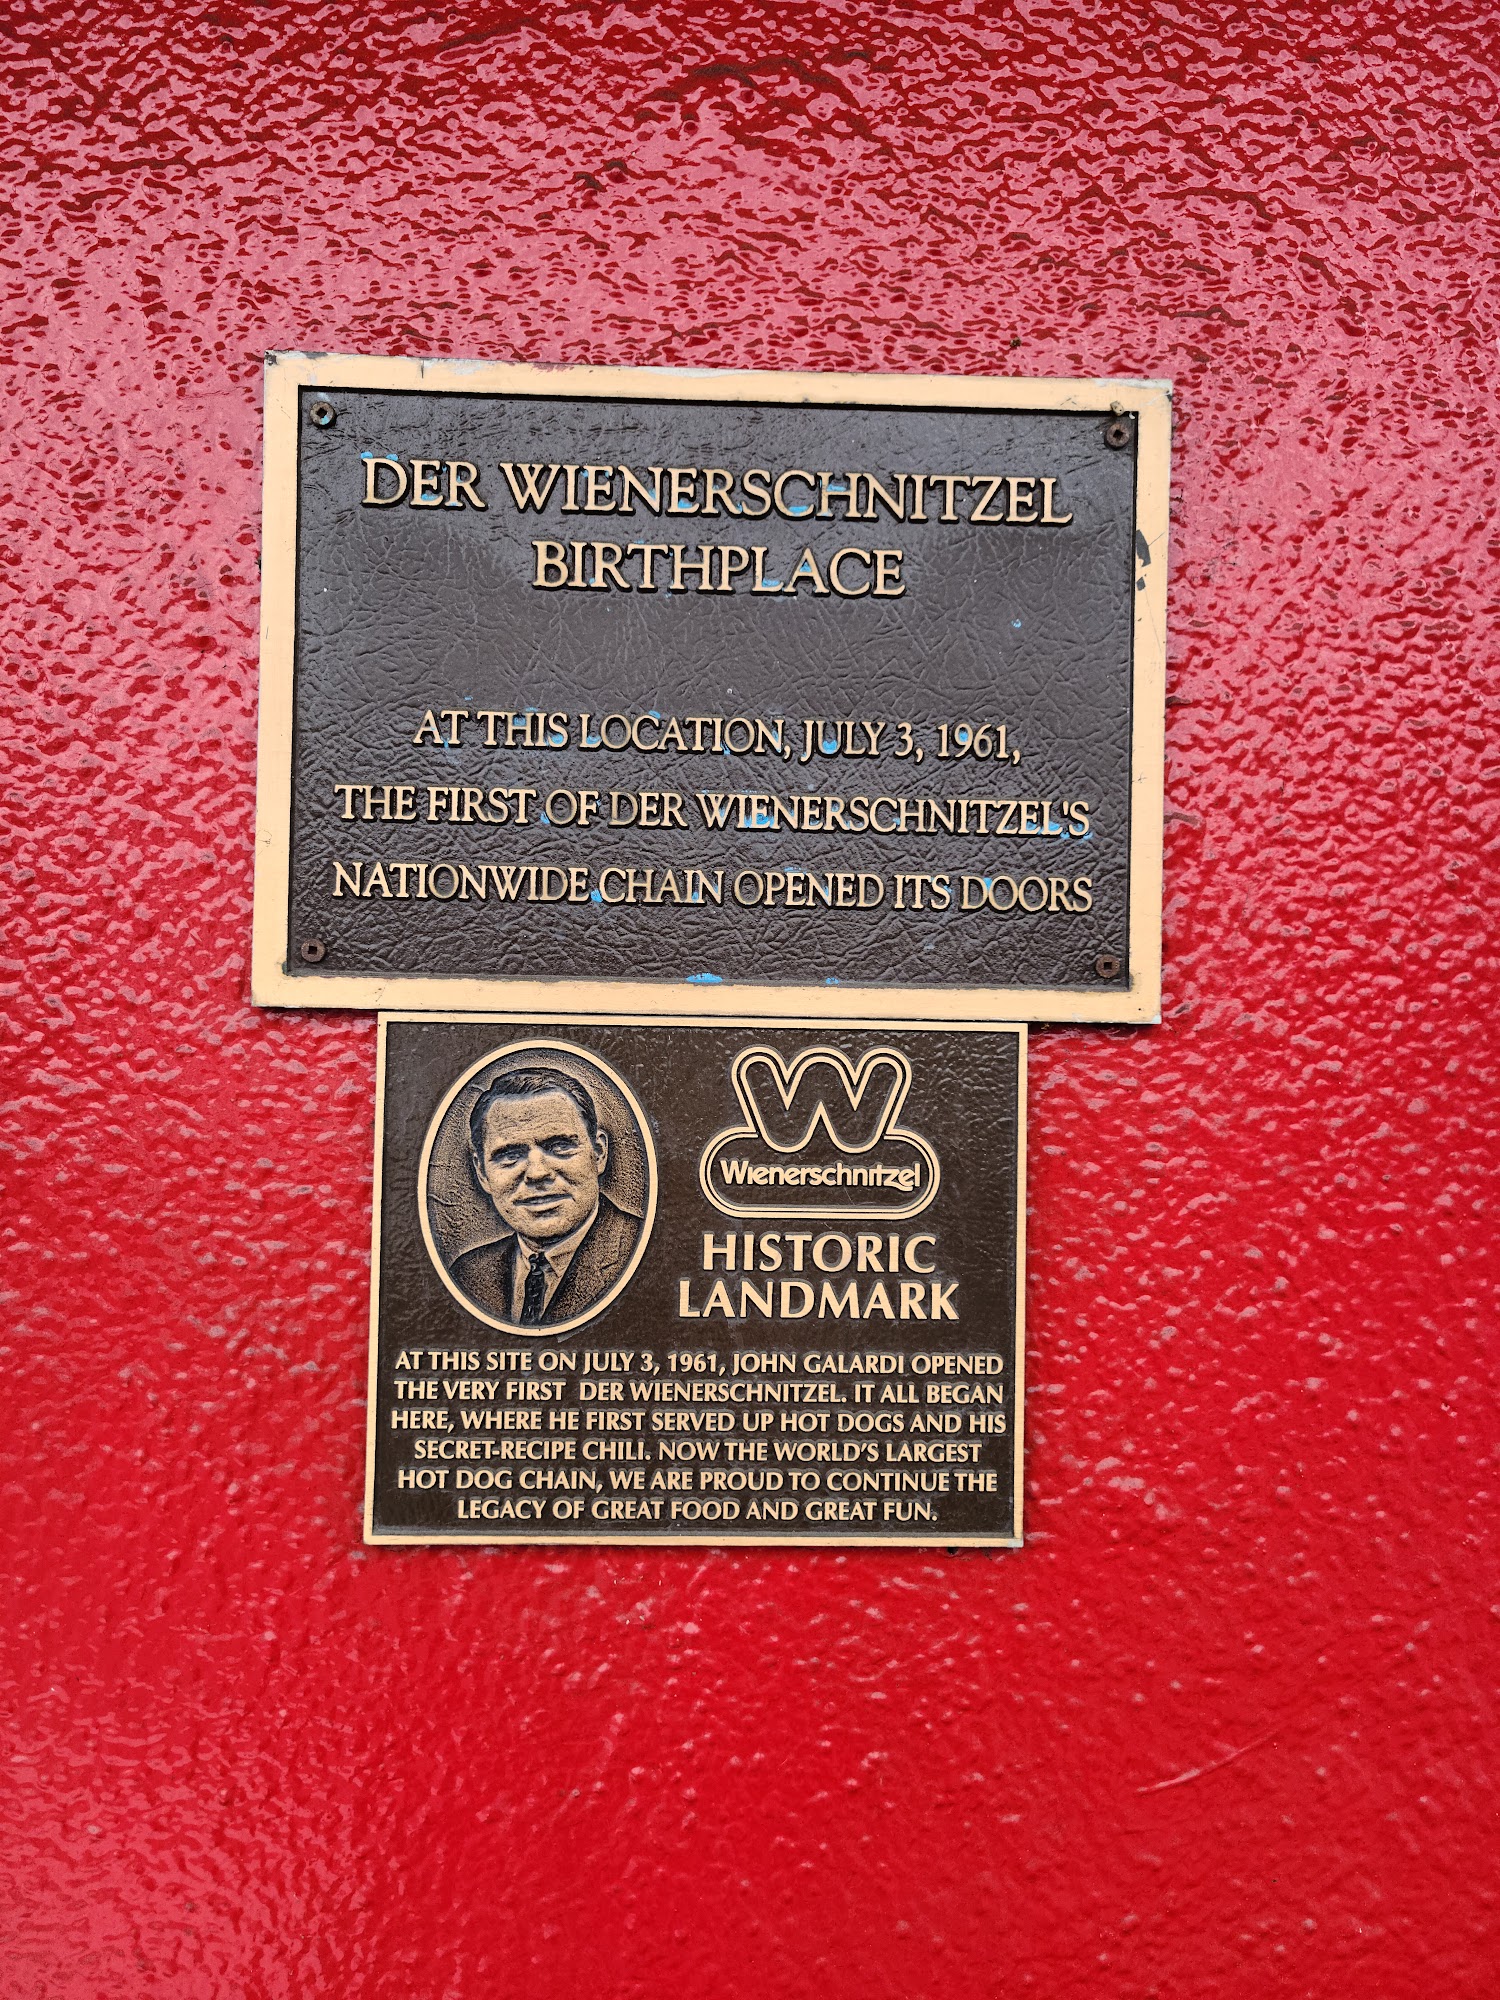 DER WIENERSCHNITZEL
BIRTHPLACE
AT THIS LOCATION, JULY 3, 1961,
THE FIRST OF DER WIENERSCHNITZEL'S
NATIONWIDE CHAIN OPENED ITS DOORS
W
Wienerschnitzel
HISTORIC
LANDMARK
AT THIS SITE ON JULY 3, 1961, JOHN GALARDI OPENED
THE VERY FIRST DER WIENERSCHNITZEL. IT ALL BEGAN
HERE, WHERE HE FIRST SERVED UP HOT DOGS AND HIS
SECRET-RECIPE CHILI. NOW THE WORLD'S LARGEST
HOT DOG CHAIN, WE ARE PROUD TO CONTINUE THE
LEGACY OF GREAT FOOD AND GREAT FUN.